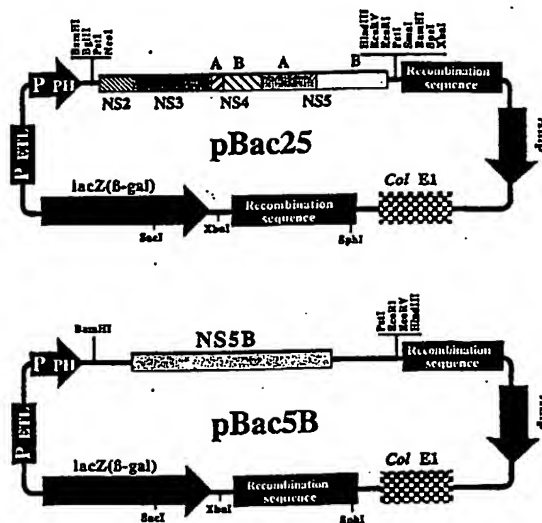 BamHI
BglII
PstI
NcoI
HindIII
EcoRV
EcoRI
PstI
SmaI
BamHI
SpeI
XbaI
A B A B
P PH
Recombination
sequence
NS2 NS3 NS4 NS5
pBac25
P ETL
lacZ(ß-gal)
Recombination
sequence
Col E1
SacI
XbaI
SphI
BamHI
NS5B
PstI
EcoRI
EcoRV
HindIII
P PH
Recombination
sequence
pBac5B
P ETL
lacZ(ß-gal)
Recombination
sequence
Col E1
SacI
XbaI
SphI